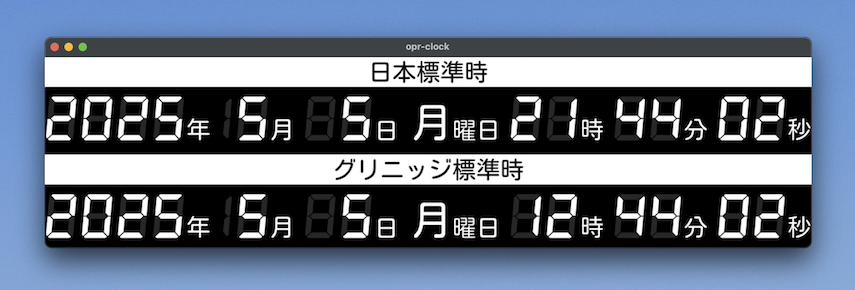 opr-clock
日本標準時
2025年 5月 5日 月曜日 21時 44分 02秒
グリニッジ標準時
2025年 5月 5日 月曜日 12時 44分 02秒